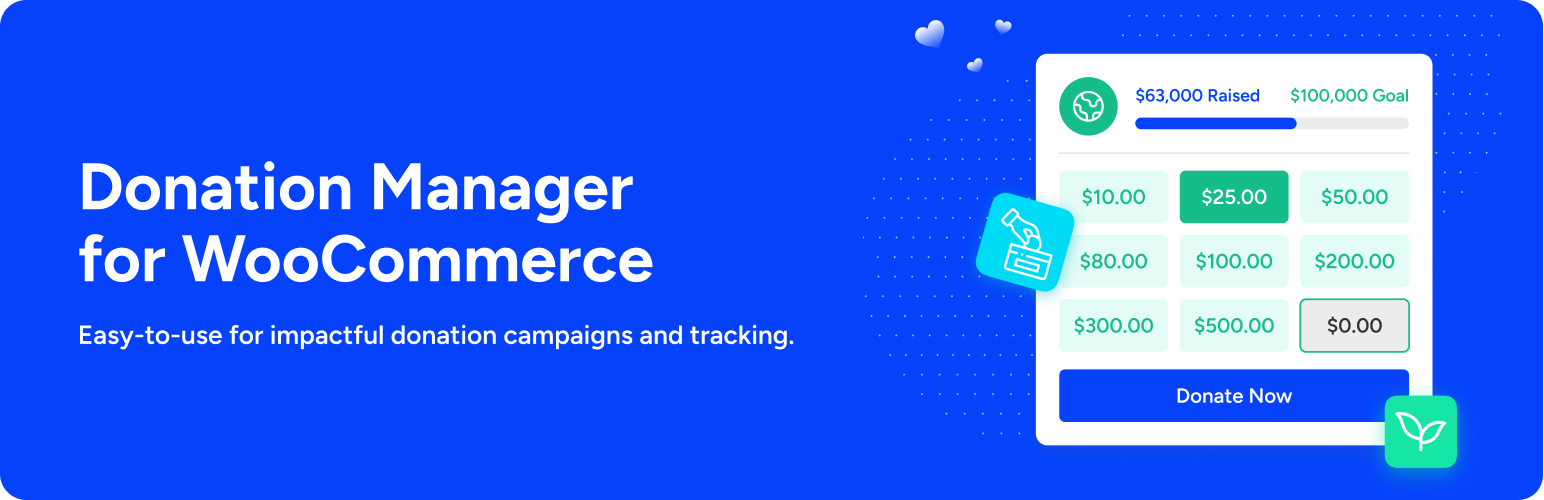 Donation Manager
for WooCommerce
Easy-to-use for impactful donation campaigns and tracking.
$63,000 Raised $100,000 Goal
$10.00 $25.00 $50.00
$80.00 $100.00 $200.00
$300.00 $500.00 $0.00
Donate Now